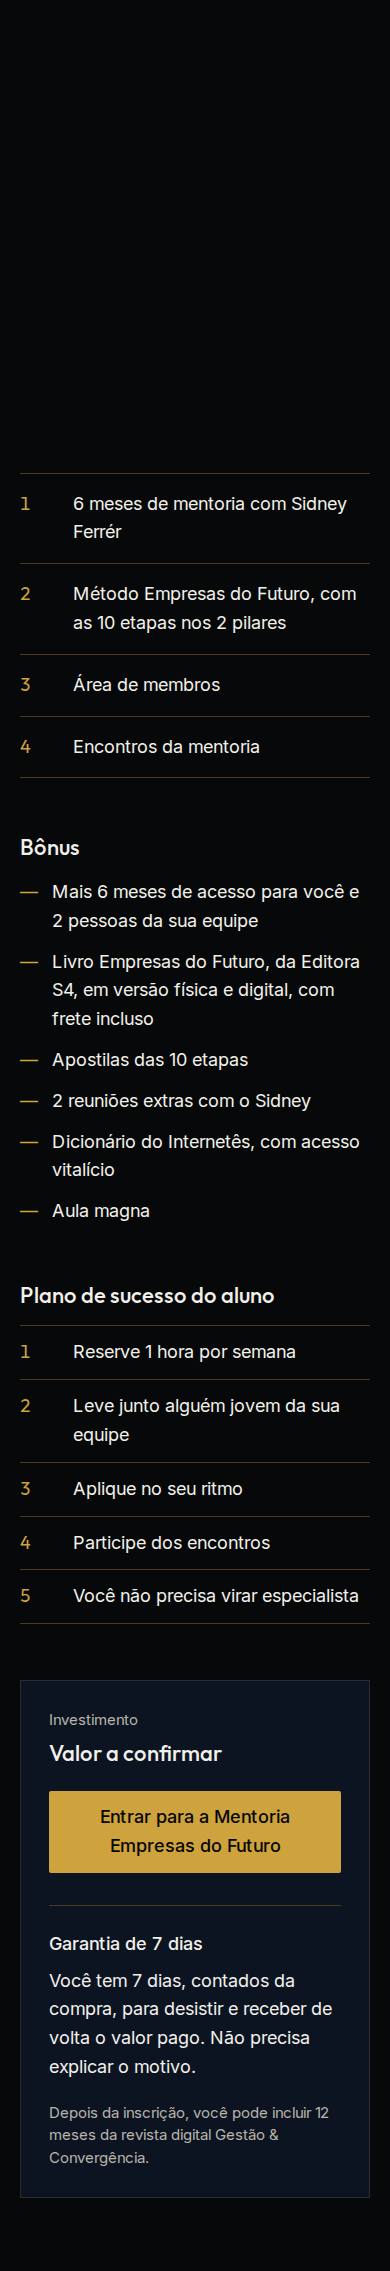 1 6 meses de mentoria com Sidney
Ferrér
2 Método Empresas do Futuro, com
as 10 etapas nos 2 pilares
3 Área de membros
4 Encontros da mentoria
Bônus
— Mais 6 meses de acesso para você e
2 pessoas da sua equipe
— Livro Empresas do Futuro, da Editora
S4, em versão física e digital, com
frete incluso
— Apostilas das 10 etapas
— 2 reuniões extras com o Sidney
— Dicionário do Internetês, com acesso
vitalício
— Aula magna
Plano de sucesso do aluno
1 Reserve 1 hora por semana
2 Leve junto alguém jovem da sua
equipe
3 Aplique no seu ritmo
4 Participe dos encontros
5 Você não precisa virar especialista
Investimento
Valor a confirmar
Entrar para a Mentoria
Empresas do Futuro
Garantia de 7 dias
Você tem 7 dias, contados da
compra, para desistir e receber de
volta o valor pago. Não precisa
explicar o motivo.
Depois da inscrição, você pode incluir 12
meses da revista digital Gestão &
Convergência.